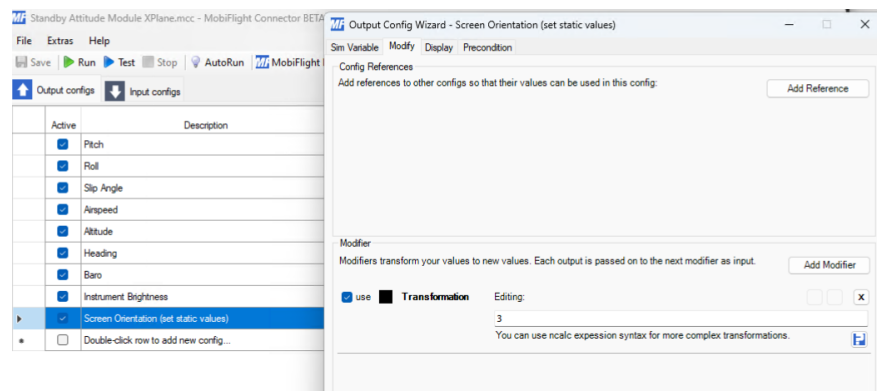 Standby Attitude Module XPlane.mcc - MobiFlight Connector BETA
File Extras Help
Save Run Test Stop AutoRun MobiFlight
Output configs Input configs
Active Description
Pitch
Roll
Slip Angle
Airspeed
Altitude
Heading
Baro
Instrument Brightness
Screen Orientation (set static values)
Double-click row to add new config...
Output Config Wizard - Screen Orientation (set static values)
Sim Variable Modify Display Precondition
Config References
Add references to other configs so that their values can be used in this config:
Add Reference
Modifier
Modifiers transform your values to new values. Each output is passed on to the next modifier as input.
Add Modifier
use Transformation Editing: x
3
You can use ncalc expession syntax for more complex transformations.